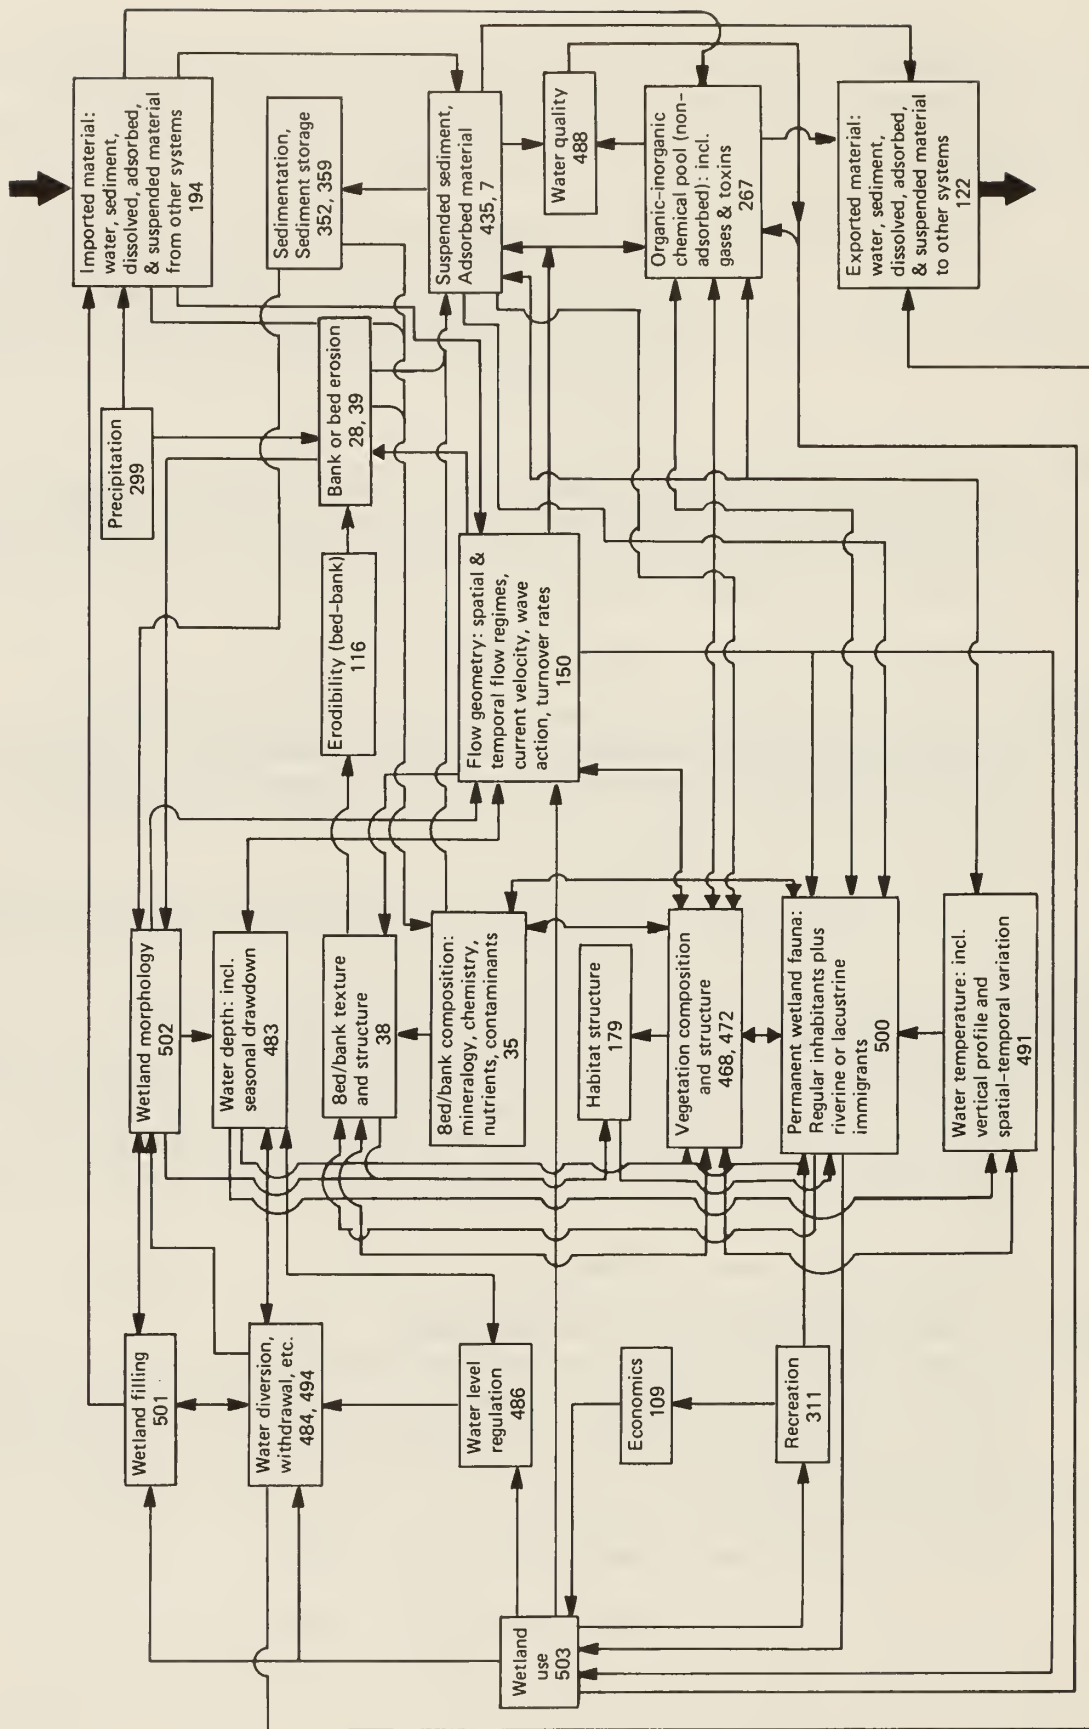 Imported material:
water, sediment,
dissolved, adsorbed,
& suspended material
from other systems
194
Precipitation
299
Sedimentation,
Sediment storage
352, 359
Bank or bed erosion
28, 39
Erodibility (bed-bank)
116
Wetland morphology
502
Wetland filling
501
Water depth: incl.
seasonal drawdown
483
Water diversion,
withdrawal, etc.
484, 494
Suspended sediment,
Adsorbed material
435, 7
Water quality
488
Flow geometry: spatial &
temporal flow regimes,
current velocity, wave
action, turnover rates
150
8ed/bank texture
and structure
38
8ed/bank composition:
mineralogy, chemistry,
nutrients, contaminants
35
Water level
regulation
486
Organic-inorganic
chemical pool (non-
adsorbed): incl.
gases & toxins
267
Habitat structure
179
Vegetation composition
and structure
468, 472
Economics
109
Wetland
use
503
Exported material:
water, sediment,
dissolved, adsorbed,
& suspended material
to other systems
122
Permanent wetland fauna:
Regular inhabitants plus
riverine or lacustrine
immigrants
500
Recreation
311
Water temperature: incl.
vertical profile and
spatial-temporal variation
491